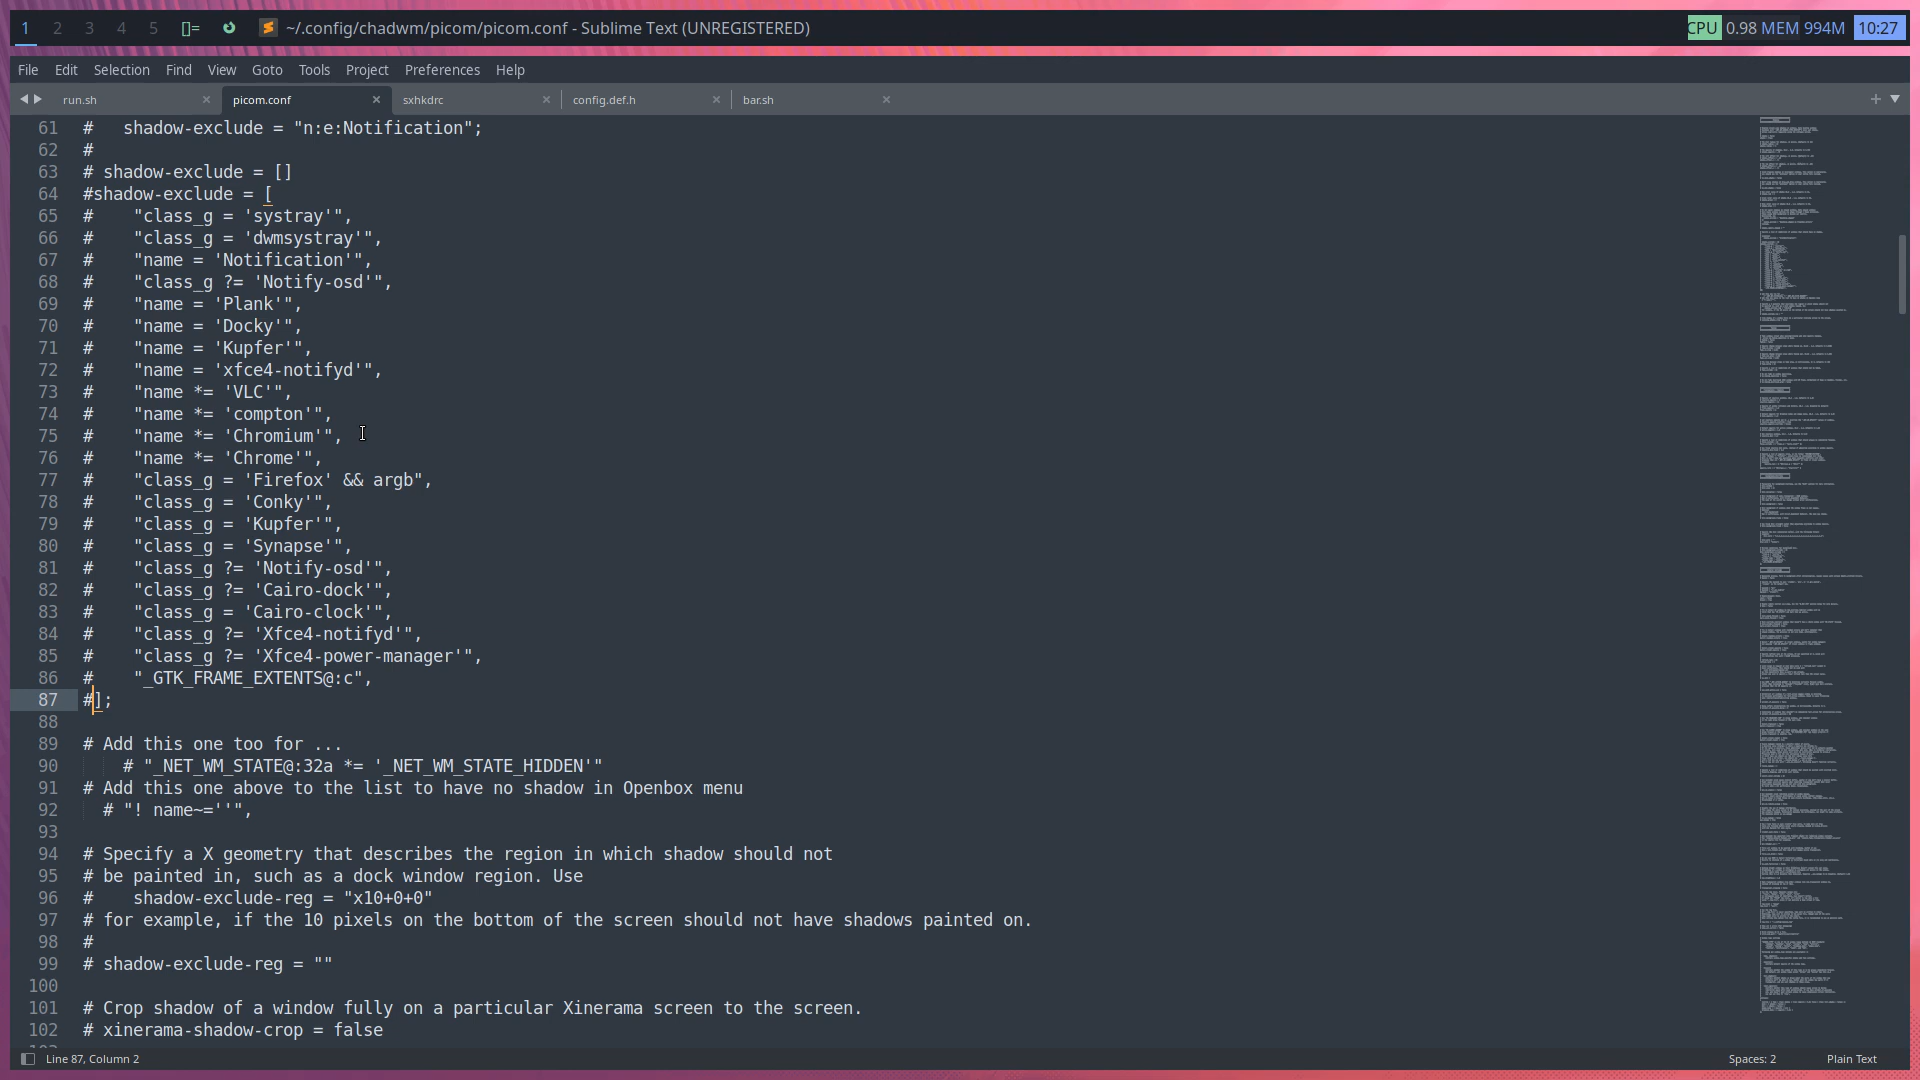 1 2 3 4 5 []= ~/.config/chadwm/picom/picom.conf - Sublime Text (UNREGISTERED) CPU 0.98 MEM 994M 10:27
File Edit Selection Find View Goto Tools Project Preferences Help
run.sh picom.conf sxhkdrc config.def.h bar.sh
61 #   shadow-exclude = "n:e:Notification";
62 #
63 # shadow-exclude = []
64 #shadow-exclude = [
65 #    "class_g = 'systray'",
66 #    "class_g = 'dwmsystray'",
67 #    "name = 'Notification'",
68 #    "class_g ?= 'Notify-osd'",
69 #    "name = 'Plank'",
70 #    "name = 'Docky'",
71 #    "name = 'Kupfer'",
72 #    "name = 'xfce4-notifyd'",
73 #    "name *= 'VLC'",
74 #    "name *= 'compton'",
75 #    "name *= 'Chromium'",
76 #    "name *= 'Chrome'",
77 #    "class_g = 'Firefox' && argb",
78 #    "class_g = 'Conky'",
79 #    "class_g = 'Kupfer'",
80 #    "class_g = 'Synapse'",
81 #    "class_g ?= 'Notify-osd'",
82 #    "class_g ?= 'Cairo-dock'",
83 #    "class_g = 'Cairo-clock'",
84 #    "class_g ?= 'Xfce4-notifyd'",
85 #    "class_g ?= 'Xfce4-power-manager'",
86 #    "_GTK_FRAME_EXTENTS@:c",
87 #];
88
89 # Add this one too for ...
90     # "_NET_WM_STATE@:32a *= '_NET_WM_STATE_HIDDEN'"
91 # Add this one above to the list to have no shadow in Openbox menu
92   # "! name~=''",
93
94 # Specify a X geometry that describes the region in which shadow should not
95 # be painted in, such as a dock window region. Use
96 #    shadow-exclude-reg = "x10+0+0"
97 # for example, if the 10 pixels on the bottom of the screen should not have shadows painted on.
98 #
99 # shadow-exclude-reg = ""
100
101 # Crop shadow of a window fully on a particular Xinerama screen to the screen.
102 # xinerama-shadow-crop = false
Line 87, Column 2 Spaces: 2 Plain Text